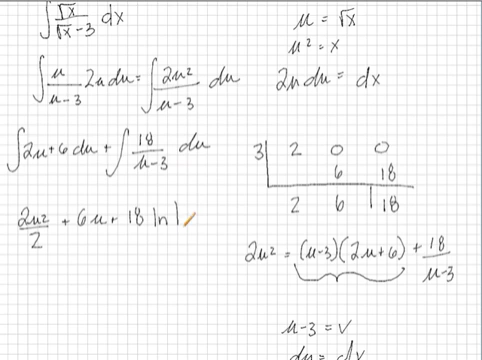 ∫ √x / (√x-3) dx
u = √x
u² = x
∫ u/(u-3) 2u du = ∫ 2u²/(u-3) du
2u du = dx
∫ 2u+6 du + ∫ 18/(u-3) du
3| 2 0 0
6 18
2 6 | 18
2u²/2 + 6u + 18 ln|
2u² = (u-3)(2u+6) + 18/(u-3)
u-3 = v
du = dv